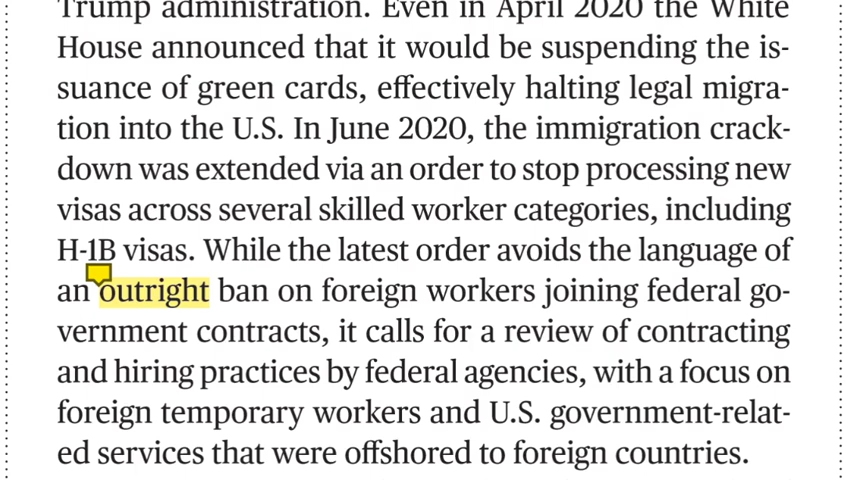 Trump administration. Even in April 2020 the White
House announced that it would be suspending the is-
suance of green cards, effectively halting legal migra-
tion into the U.S. In June 2020, the immigration crack-
down was extended via an order to stop processing new
visas across several skilled worker categories, including
H-1B visas. While the latest order avoids the language of
an outright ban on foreign workers joining federal go-
vernment contracts, it calls for a review of contracting
and hiring practices by federal agencies, with a focus on
foreign temporary workers and U.S. government-relat-
ed services that were offshored to foreign countries.